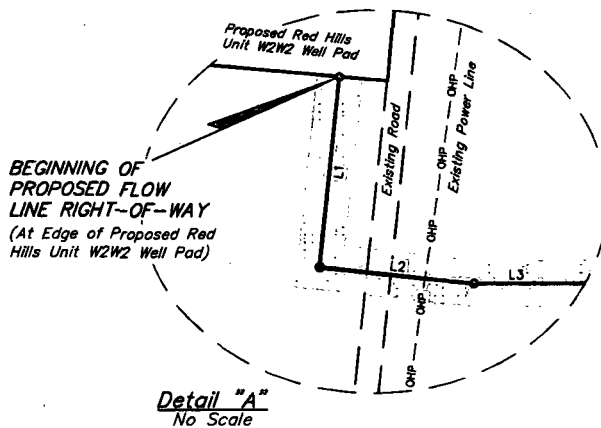 Proposed Red Hills
Unit W2W2 Well Pad
BEGINNING OF
PROPOSED FLOW
LINE RIGHT-OF-WAY
(At Edge of Proposed Red
Hills Unit W2W2 Well Pad)
L1
Existing Road
OHP
OHP
Existing Power Line
OHP
OHP
OHP
L2
L3
Detail "A"
No Scale